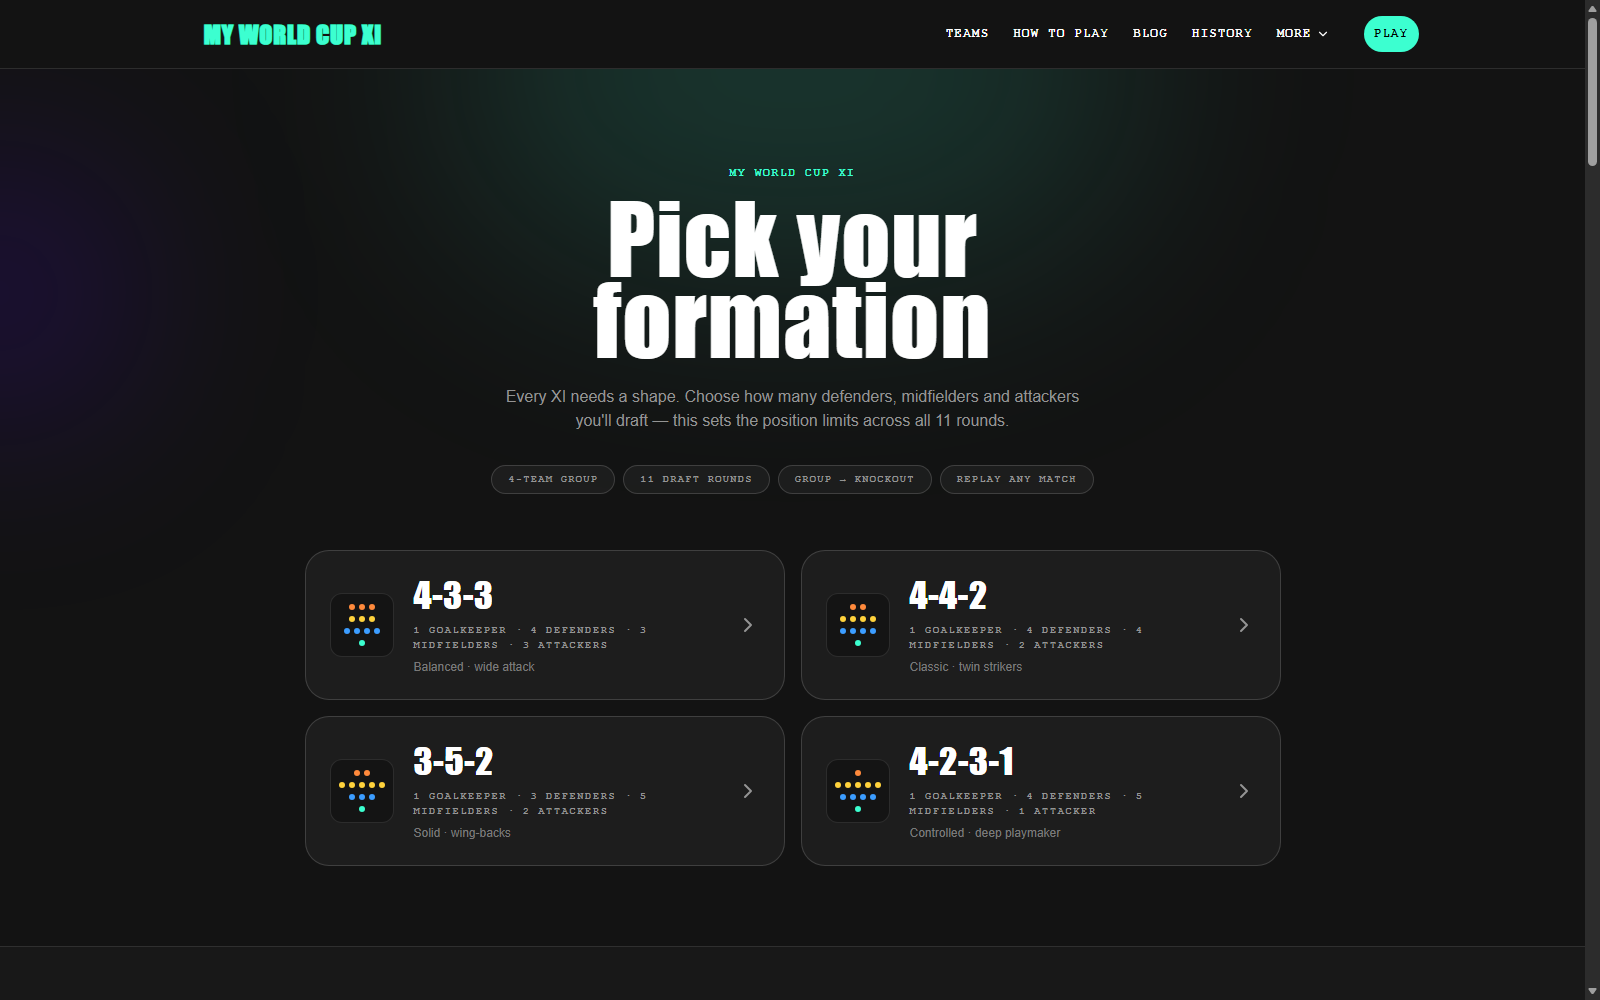 MY WORLD CUP XI
TEAMS
HOW TO PLAY
BLOG
HISTORY
MORE
PLAY
MY WORLD CUP XI
Pick your
formation
Every XI needs a shape. Choose how many defenders, midfielders and attackers
you'll draft — this sets the position limits across all 11 rounds.
4-TEAM GROUP
11 DRAFT ROUNDS
GROUP → KNOCKOUT
REPLAY ANY MATCH
4-3-3
1 GOALKEEPER · 4 DEFENDERS · 3
MIDFIELDERS · 3 ATTACKERS
Balanced · wide attack
4-4-2
1 GOALKEEPER · 4 DEFENDERS · 4
MIDFIELDERS · 2 ATTACKERS
Classic · twin strikers
3-5-2
1 GOALKEEPER · 3 DEFENDERS · 5
MIDFIELDERS · 2 ATTACKERS
Solid · wing-backs
4-2-3-1
1 GOALKEEPER · 4 DEFENDERS · 5
MIDFIELDERS · 1 ATTACKER
Controlled · deep playmaker